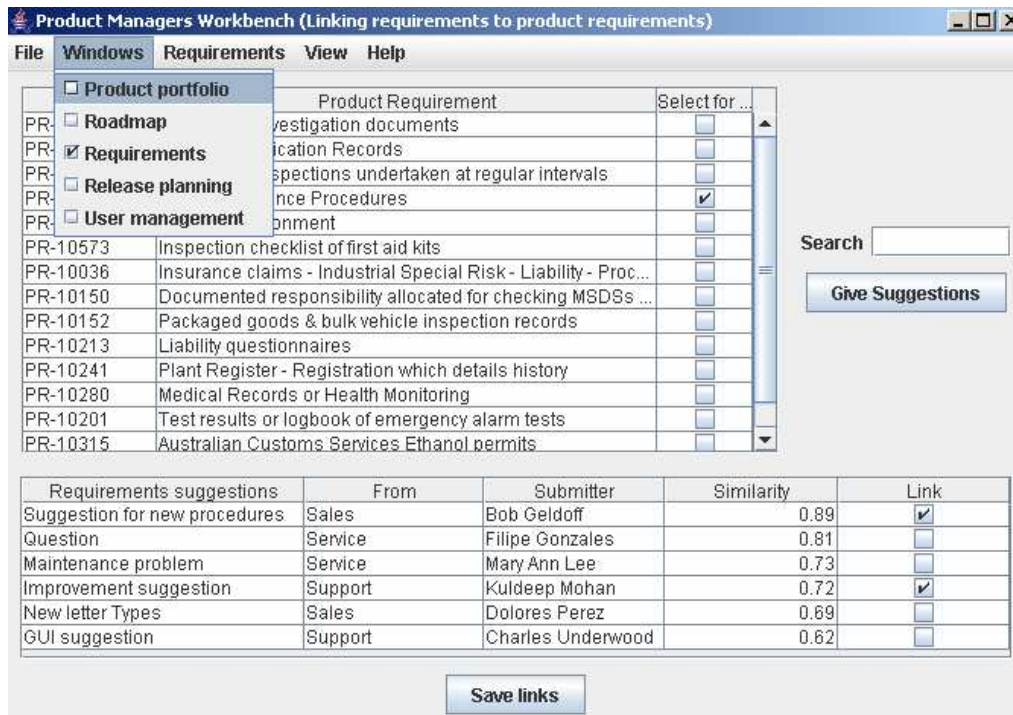 Product Managers Workbench (Linking requirements to product requirements)
File Windows Requirements View Help
Product portfolio
Roadmap
Requirements
Release planning
User management
Product Requirement Select for ...
PR- vestigation documents
PR- ication Records
PR- spections undertaken at regular intervals
PR- nce Procedures
PR- onment
PR-10573 Inspection checklist of first aid kits
PR-10036 Insurance claims - Industrial Special Risk - Liability - Proc...
PR-10150 Documented responsibility allocated for checking MSDSs ...
PR-10152 Packaged goods & bulk vehicle inspection records
PR-10213 Liability questionnaires
PR-10241 Plant Register - Registration which details history
PR-10280 Medical Records or Health Monitoring
PR-10201 Test results or logbook of emergency alarm tests
PR-10315 Australian Customs Services Ethanol permits
Search
Give Suggestions
Requirements suggestions From Submitter Similarity Link
Suggestion for new procedures Sales Bob Geldoff 0.89
Question Service Filipe Gonzales 0.81
Maintenance problem Service Mary Ann Lee 0.73
Improvement suggestion Support Kuldeep Mohan 0.72
New letter Types Sales Dolores Perez 0.69
GUI suggestion Support Charles Underwood 0.62
Save links